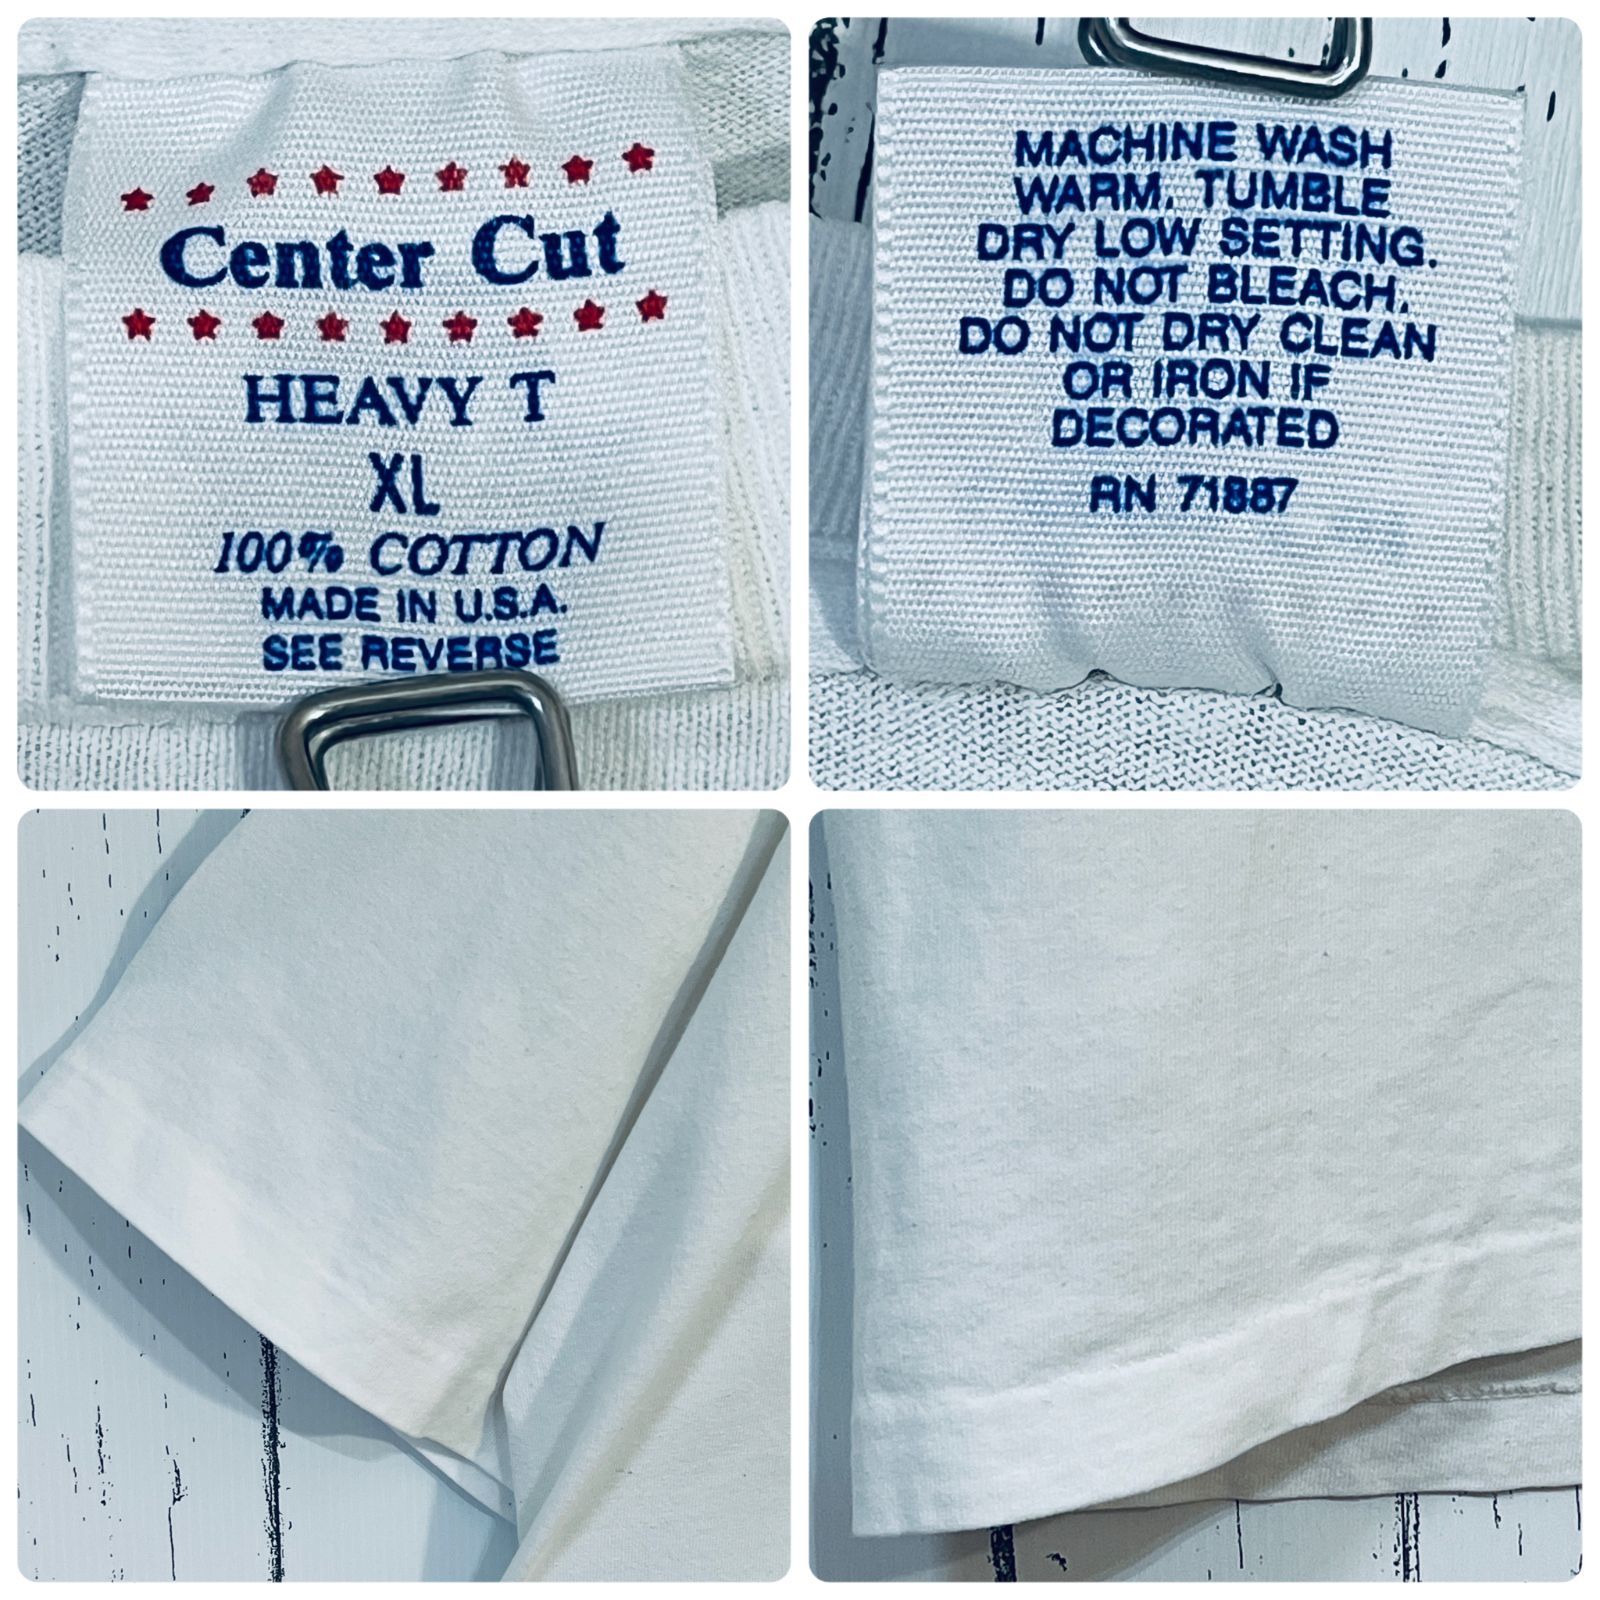 Center Cut
HEAVY T
XL
100% COTTON
MADE IN U.S.A.
SEE REVERSE
MACHINE WASH
WARM. TUMBLE
DRY LOW SETTING.
DO NOT BLEACH.
DO NOT DRY CLEAN
OR IRON IF
DECORATED
RN 71887